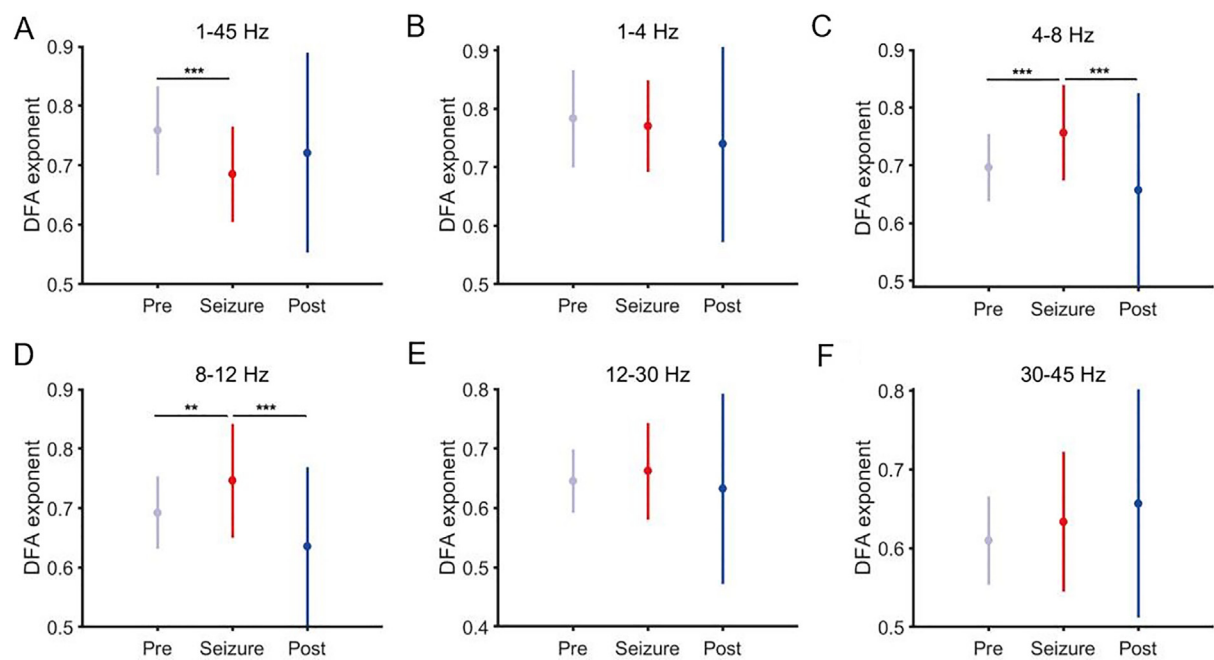 A
1-45 Hz
***
DFA exponent
0.9
0.8
0.7
0.6
0.5
Pre Seizure Post
B
1-4 Hz
DFA exponent
0.9
0.8
0.7
0.6
0.5
Pre Seizure Post
C
4-8 Hz
*** ***
DFA exponent
0.9
0.8
0.7
0.6
0.5
Pre Seizure Post
D
8-12 Hz
** ***
DFA exponent
0.9
0.8
0.7
0.6
0.5
Pre Seizure Post
E
12-30 Hz
DFA exponent
0.8
0.7
0.6
0.5
0.4
Pre Seizure Post
F
30-45 Hz
DFA exponent
0.8
0.7
0.6
0.5
Pre Seizure Post